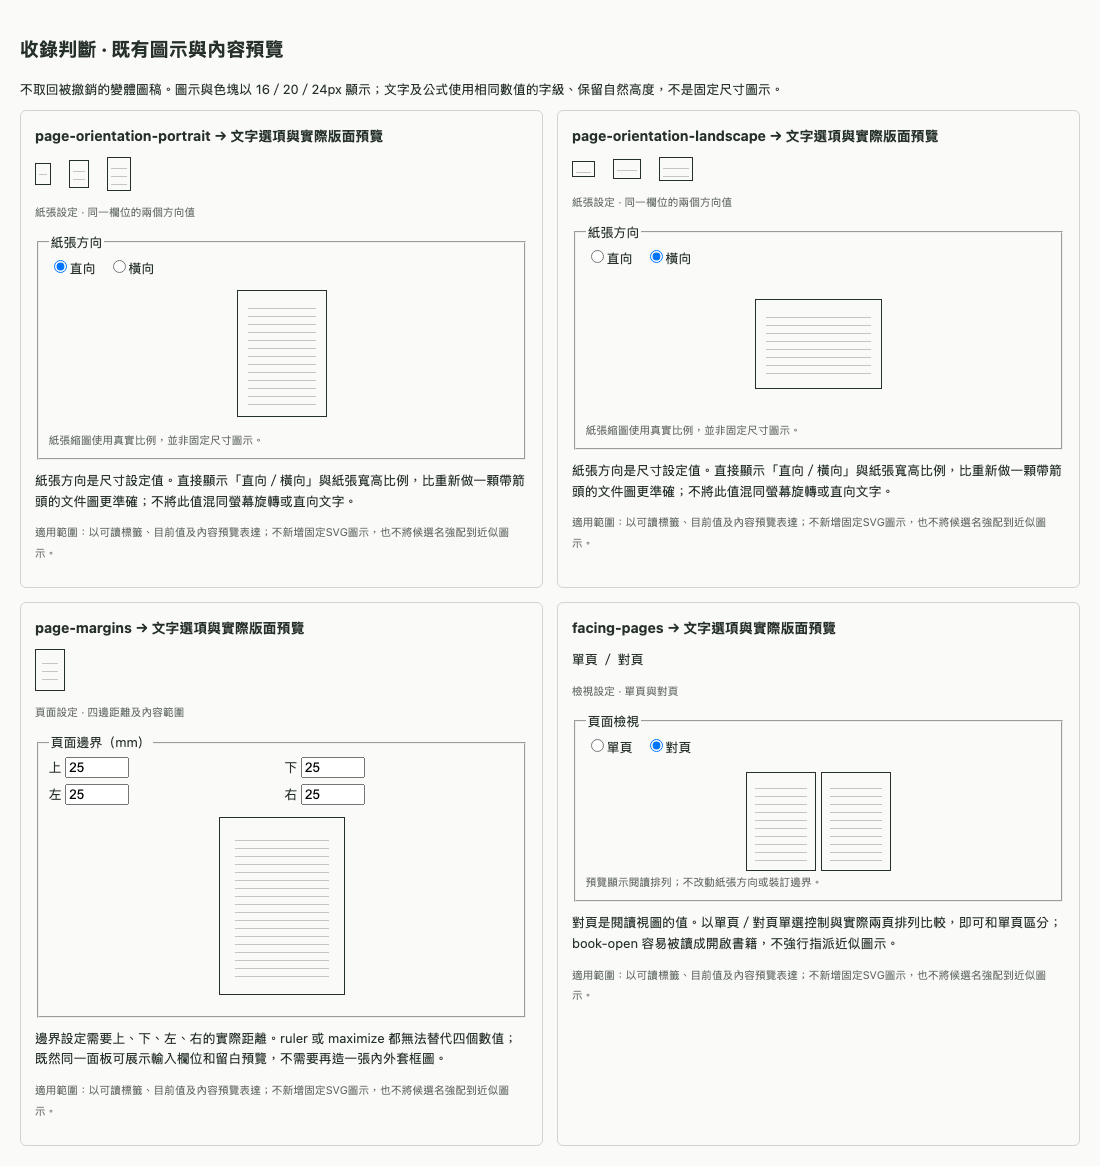 收錄判斷 · 既有圖示與內容預覽
不取回被撤銷的變體圖稿。圖示與色塊以 16 / 20 / 24px 顯示；文字及公式使用相同數值的字級、保留自然高度，不是固定尺寸圖示。
page-orientation-portrait → 文字選項與實際版面預覽
紙張設定 · 同一欄位的兩個方向值
紙張方向
直向 橫向
紙張縮圖使用真實比例，並非固定尺寸圖示。
紙張方向是尺寸設定值。直接顯示「直向 / 橫向」與紙張寬高比例，比重新做一顆帶箭
頭的文件圖更準確；不將此值混同螢幕旋轉或直向文字。
適用範圍：以可讀標籤、目前值及內容預覽表達；不新增固定SVG圖示，也不將候選名強配到近似圖
示。
page-orientation-landscape → 文字選項與實際版面預覽
紙張設定 · 同一欄位的兩個方向值
紙張方向
直向 橫向
紙張縮圖使用真實比例，並非固定尺寸圖示。
紙張方向是尺寸設定值。直接顯示「直向 / 橫向」與紙張寬高比例，比重新做一顆帶箭
頭的文件圖更準確；不將此值混同螢幕旋轉或直向文字。
適用範圍：以可讀標籤、目前值及內容預覽表達；不新增固定SVG圖示，也不將候選名強配到近似圖
示。
page-margins → 文字選項與實際版面預覽
頁面設定 · 四邊距離及內容範圍
頁面邊界（mm）
上 25 下 25
左 25 右 25
邊界設定需要上、下、左、右的實際距離。ruler 或 maximize 都無法替代四個數值；
既然同一面板可展示輸入欄位和留白預覽，不需要再造一張內外套框圖。
適用範圍：以可讀標籤、目前值及內容預覽表達；不新增固定SVG圖示，也不將候選名強配到近似圖
示。
facing-pages → 文字選項與實際版面預覽
單頁 / 對頁
檢視設定 · 單頁與對頁
頁面檢視
單頁 對頁
預覽顯示閱讀排列；不改動紙張方向或裝訂邊界。
對頁是閱讀視圖的值。以單頁 / 對頁單選控制與實際兩頁排列比較，即可和單頁區分；
book-open 容易被讀成開啟書籍，不強行指派近似圖示。
適用範圍：以可讀標籤、目前值及內容預覽表達；不新增固定SVG圖示，也不將候選名強配到近似圖
示。